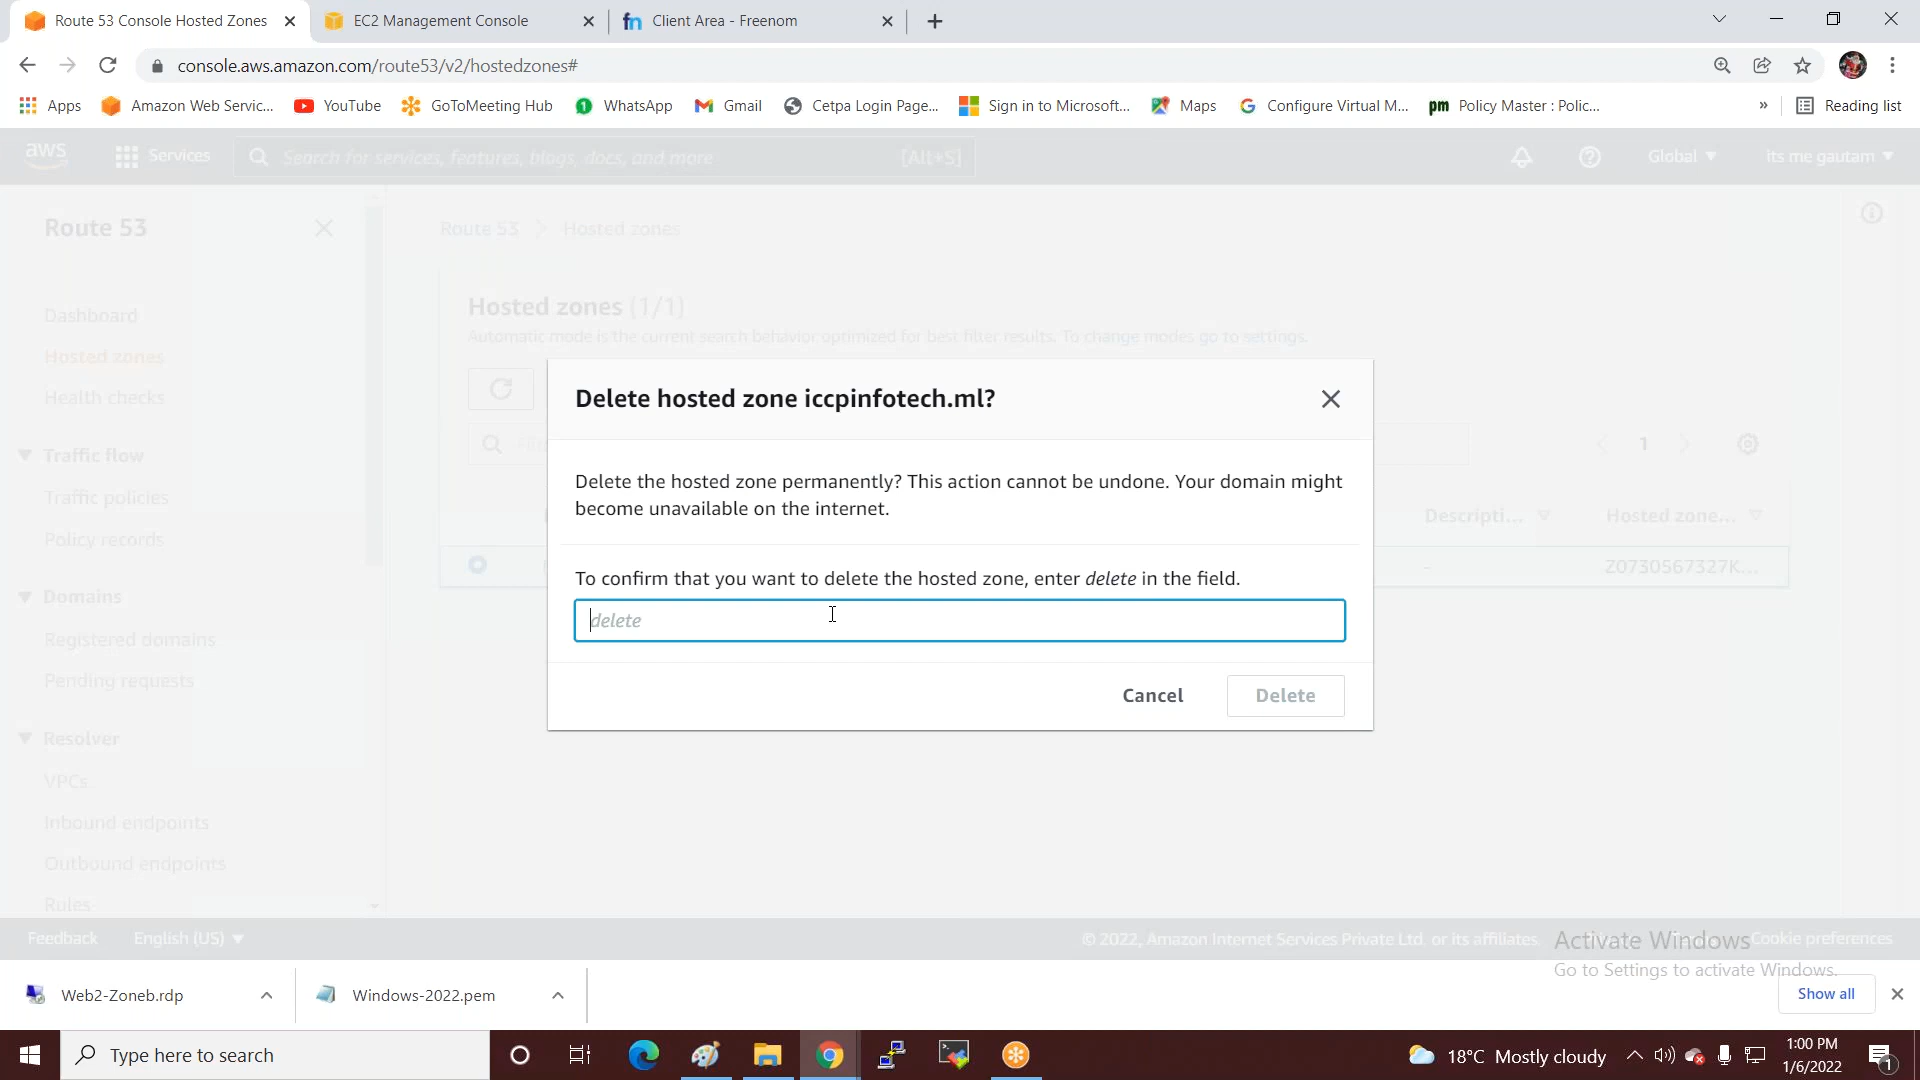 Route 53 Console Hosted Zones
EC2 Management Console
Client Area - Freenom
console.aws.amazon.com/route53/v2/hostedzones#
Apps
Amazon Web Servic...
YouTube
GoToMeeting Hub
WhatsApp
Gmail
Cetpa Login Page...
Sign in to Microsoft...
Maps
Configure Virtual M...
pm Policy Master : Polic...
»
Reading list
aws
Services
Search for services, features, blogs, docs, and more
[Alt+S]
Global
its me gautam
Route 53
Route 53 > Hosted zones
Dashboard
Hosted zones
Health checks
Traffic flow
Traffic policies
Policy records
Domains
Registered domains
Pending requests
Resolver
VPCs
Inbound endpoints
Outbound endpoints
Rules
Hosted zones (1/1)
Automatic mode is the current search behavior optimized for best filter results. To change modes go to settings.
1
Descripti...
Hosted zone...
-
Z0730567327K...
Delete hosted zone iccpinfotech.ml?
Delete the hosted zone permanently? This action cannot be undone. Your domain might
become unavailable on the internet.
To confirm that you want to delete the hosted zone, enter delete in the field.
delete
Cancel
Delete
Feedback
English (US)
© 2022, Amazon Internet Services Private Ltd. or its affiliates.
Cookie preferences
Activate Windows
Go to Settings to activate Windows.
Web2-Zoneb.rdp
Windows-2022.pem
Show all
Type here to search
18°C Mostly cloudy
1:00 PM
1/6/2022
1